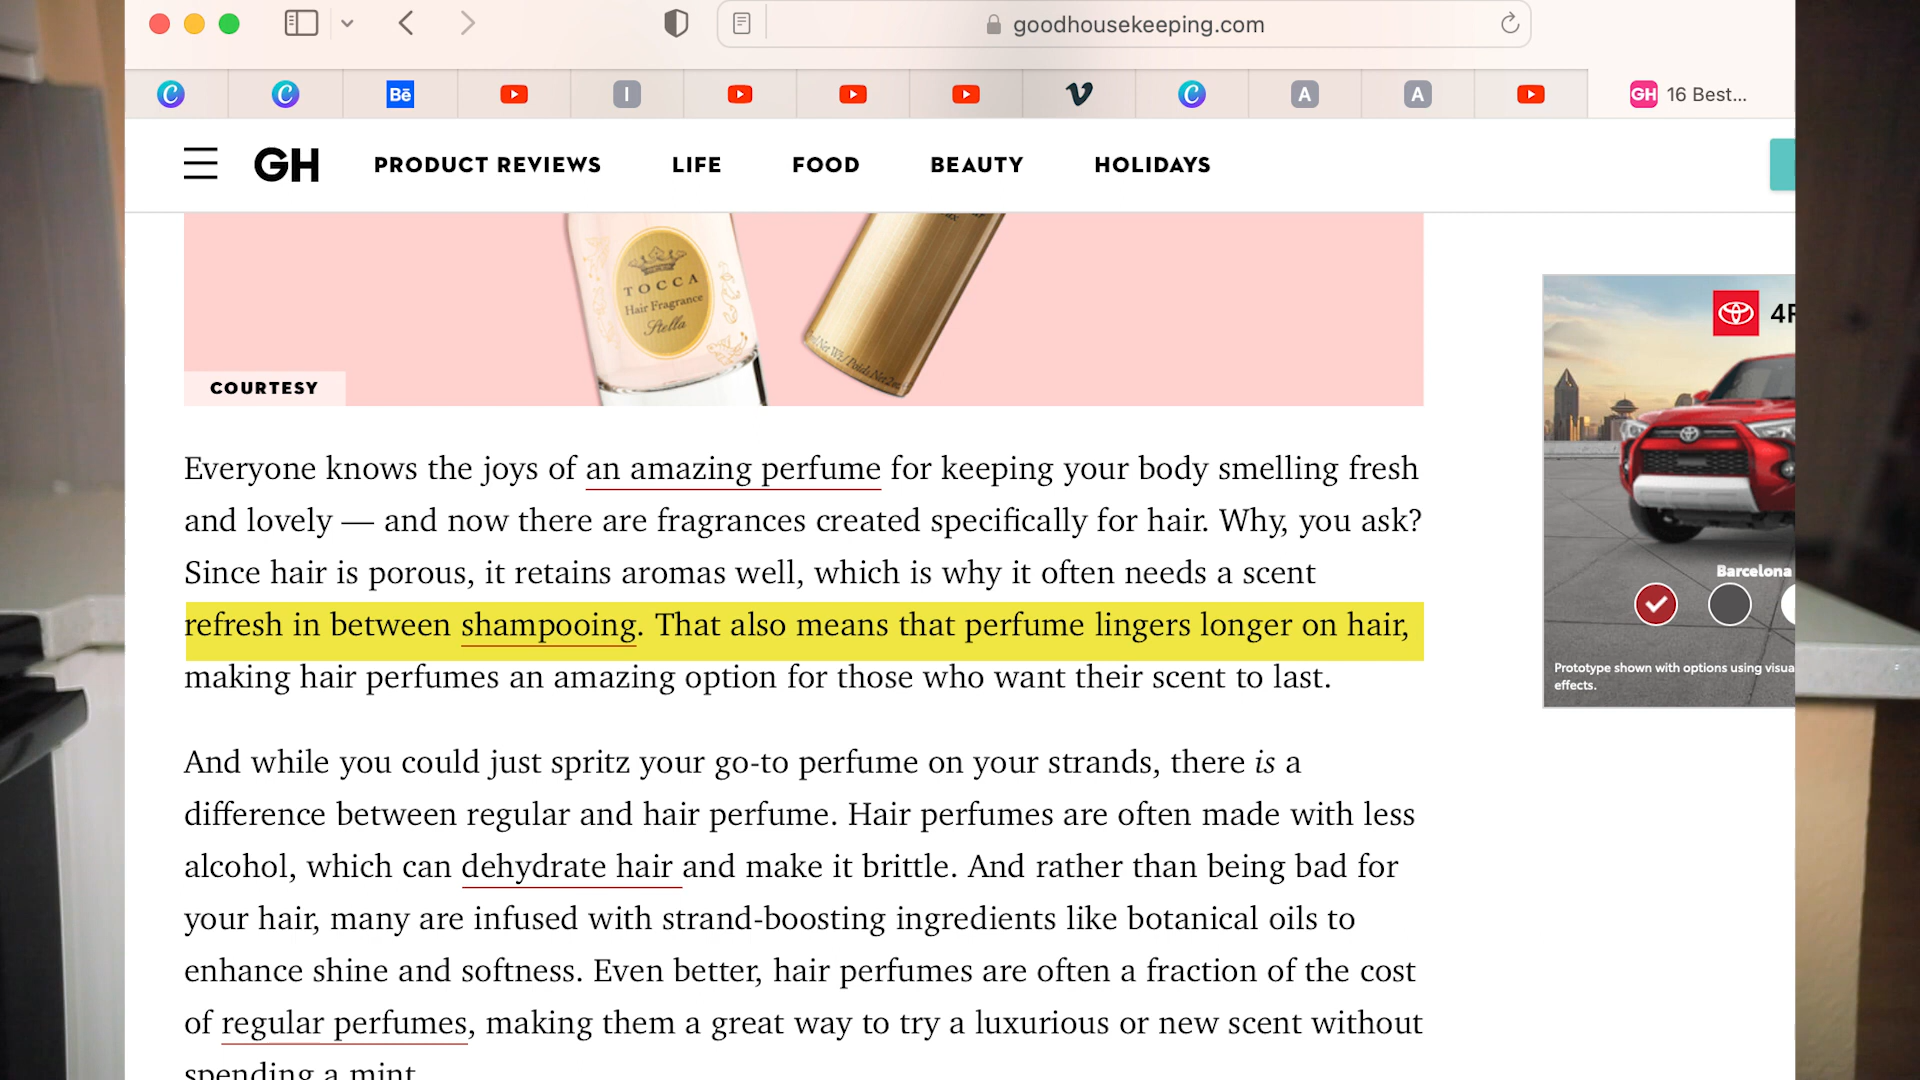 goodhousekeeping.com
Bē
I
A
A
GH 16 Best...
GH PRODUCT REVIEWS LIFE FOOD BEAUTY HOLIDAYS
TOCCA
Hair Fragrance
Stella
COURTESY
Everyone knows the joys of an amazing perfume for keeping your body smelling fresh
and lovely — and now there are fragrances created specifically for hair. Why, you ask?
Since hair is porous, it retains aromas well, which is why it often needs a scent
refresh in between shampooing. That also means that perfume lingers longer on hair,
making hair perfumes an amazing option for those who want their scent to last.
And while you could just spritz your go-to perfume on your strands, there is a
difference between regular and hair perfume. Hair perfumes are often made with less
alcohol, which can dehydrate hair and make it brittle. And rather than being bad for
your hair, many are infused with strand-boosting ingredients like botanical oils to
enhance shine and softness. Even better, hair perfumes are often a fraction of the cost
of regular perfumes, making them a great way to try a luxurious or new scent without
spending a mint.
Barcelona
Prototype shown with options using visua
effects.